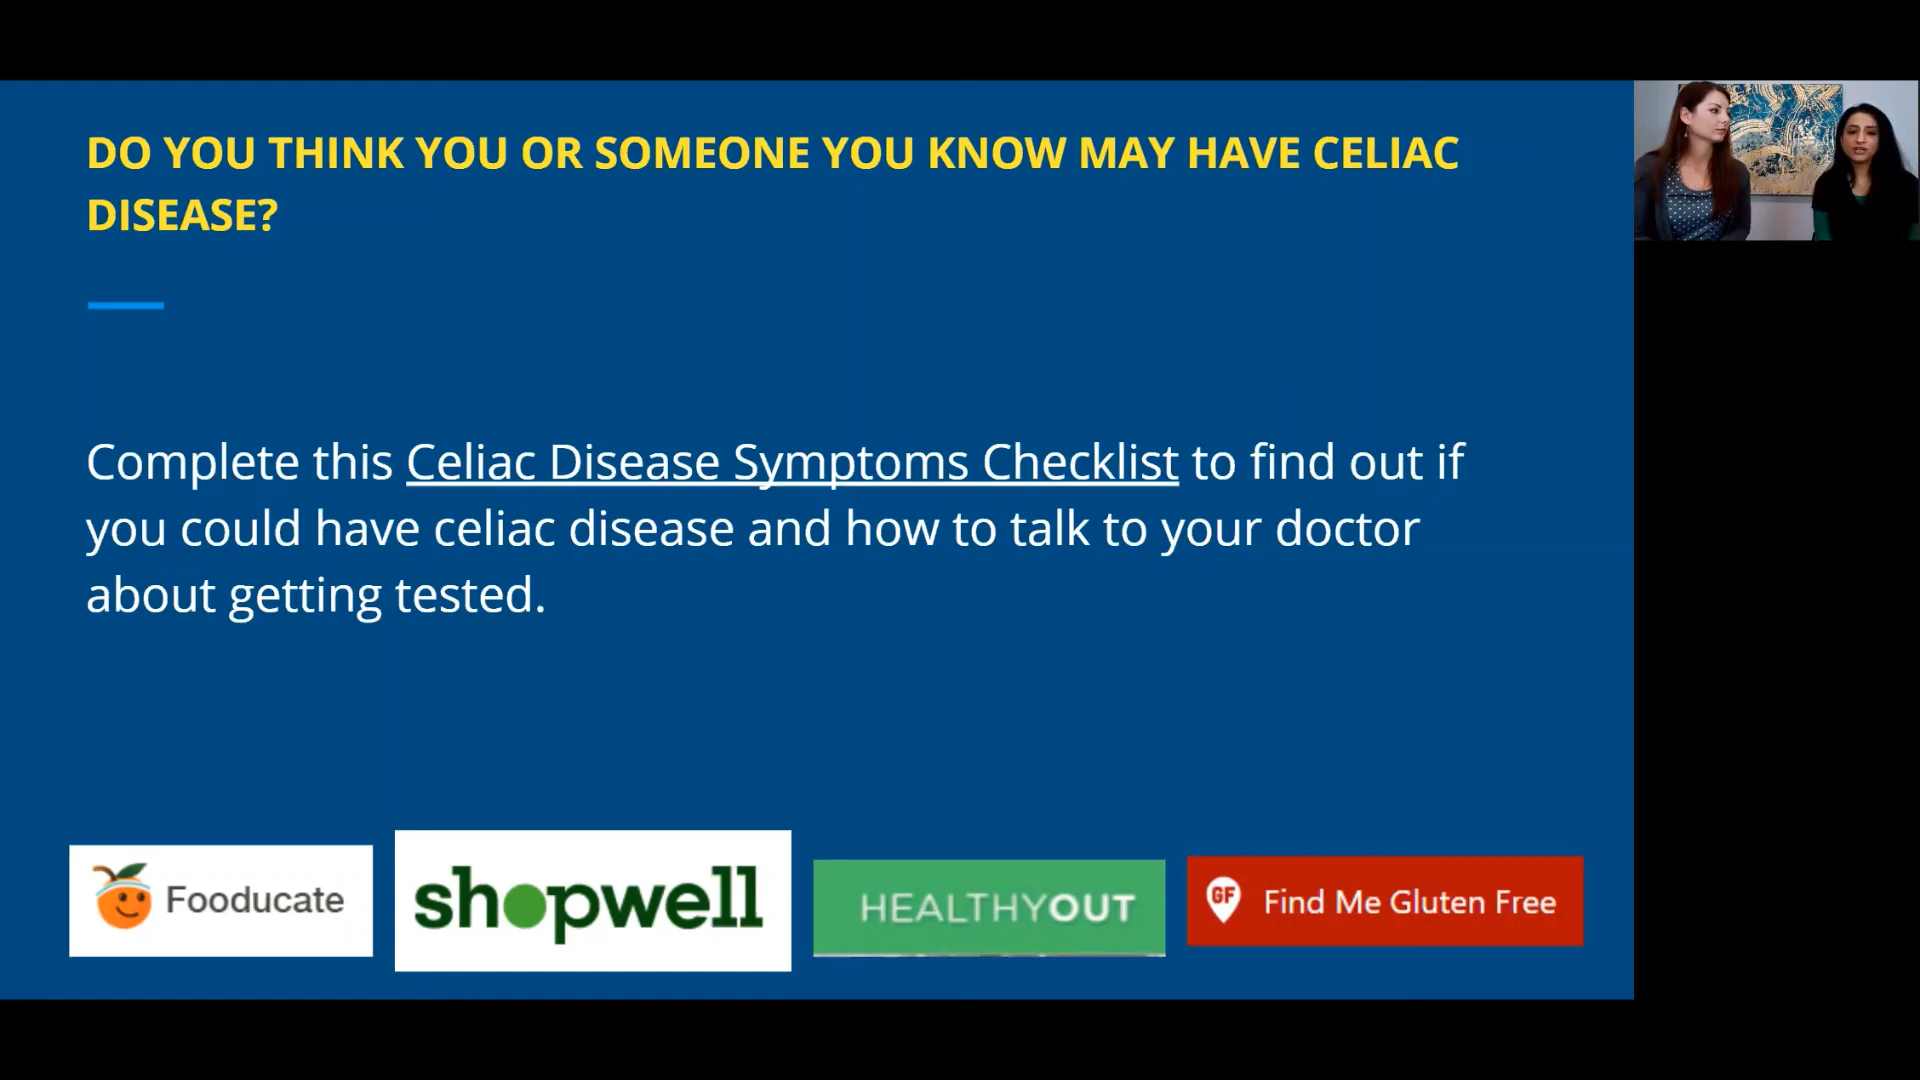 DO YOU THINK YOU OR SOMEONE YOU KNOW MAY HAVE CELIAC
DISEASE?
Complete this Celiac Disease Symptoms Checklist to find out if
you could have celiac disease and how to talk to your doctor
about getting tested.
Fooducate
shopwell
HEALTHYOUT
GF Find Me Gluten Free